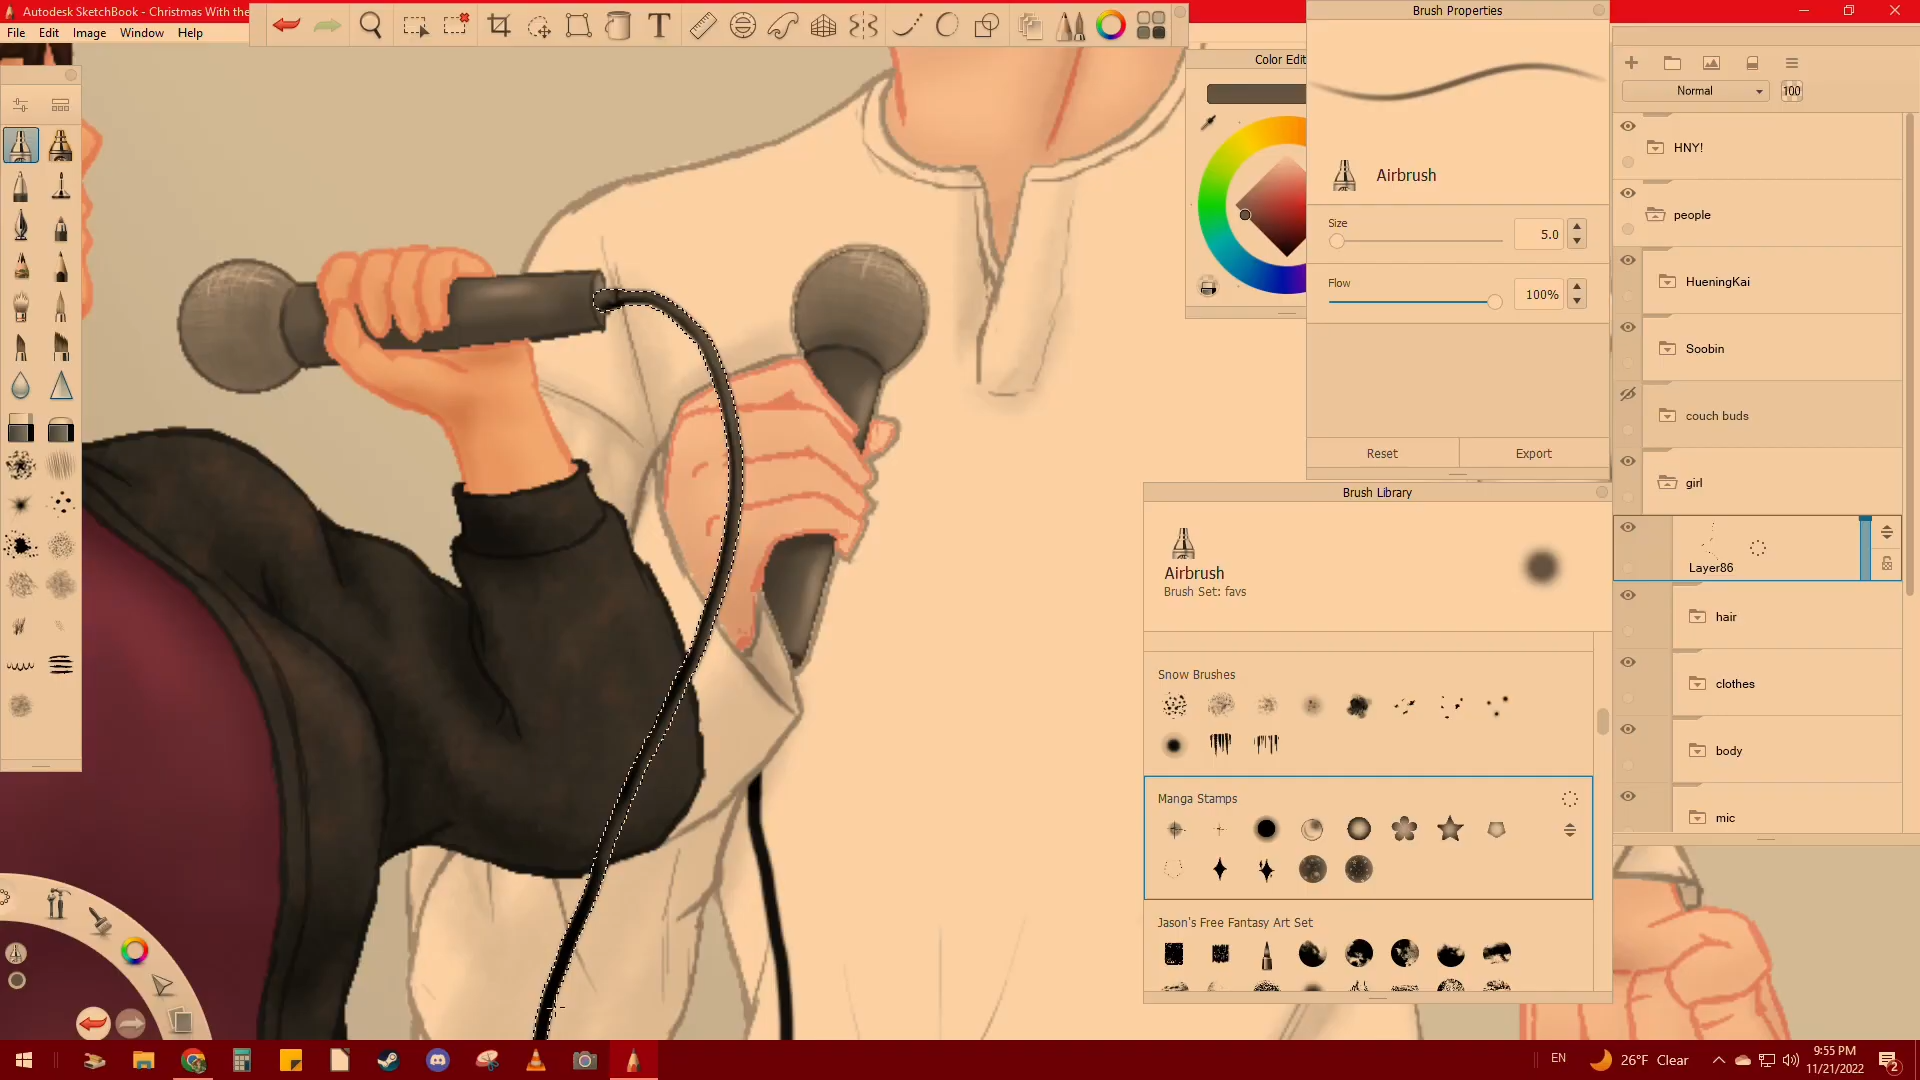 Autodesk SketchBook - Christmas With the
File Edit Image Window Help
T
Brush Properties
Color Edit
Airbrush
Size
5.0
Flow
100%
Reset Export
Normal 100
HNY!
people
HueningKai
Soobin
couch buds
girl
Layer86
hair
clothes
body
mic
Brush Library
Airbrush
Brush Set: favs
Snow Brushes
Manga Stamps
Jason's Free Fantasy Art Set
EN
26°F Clear
9:55 PM
11/21/2022
2